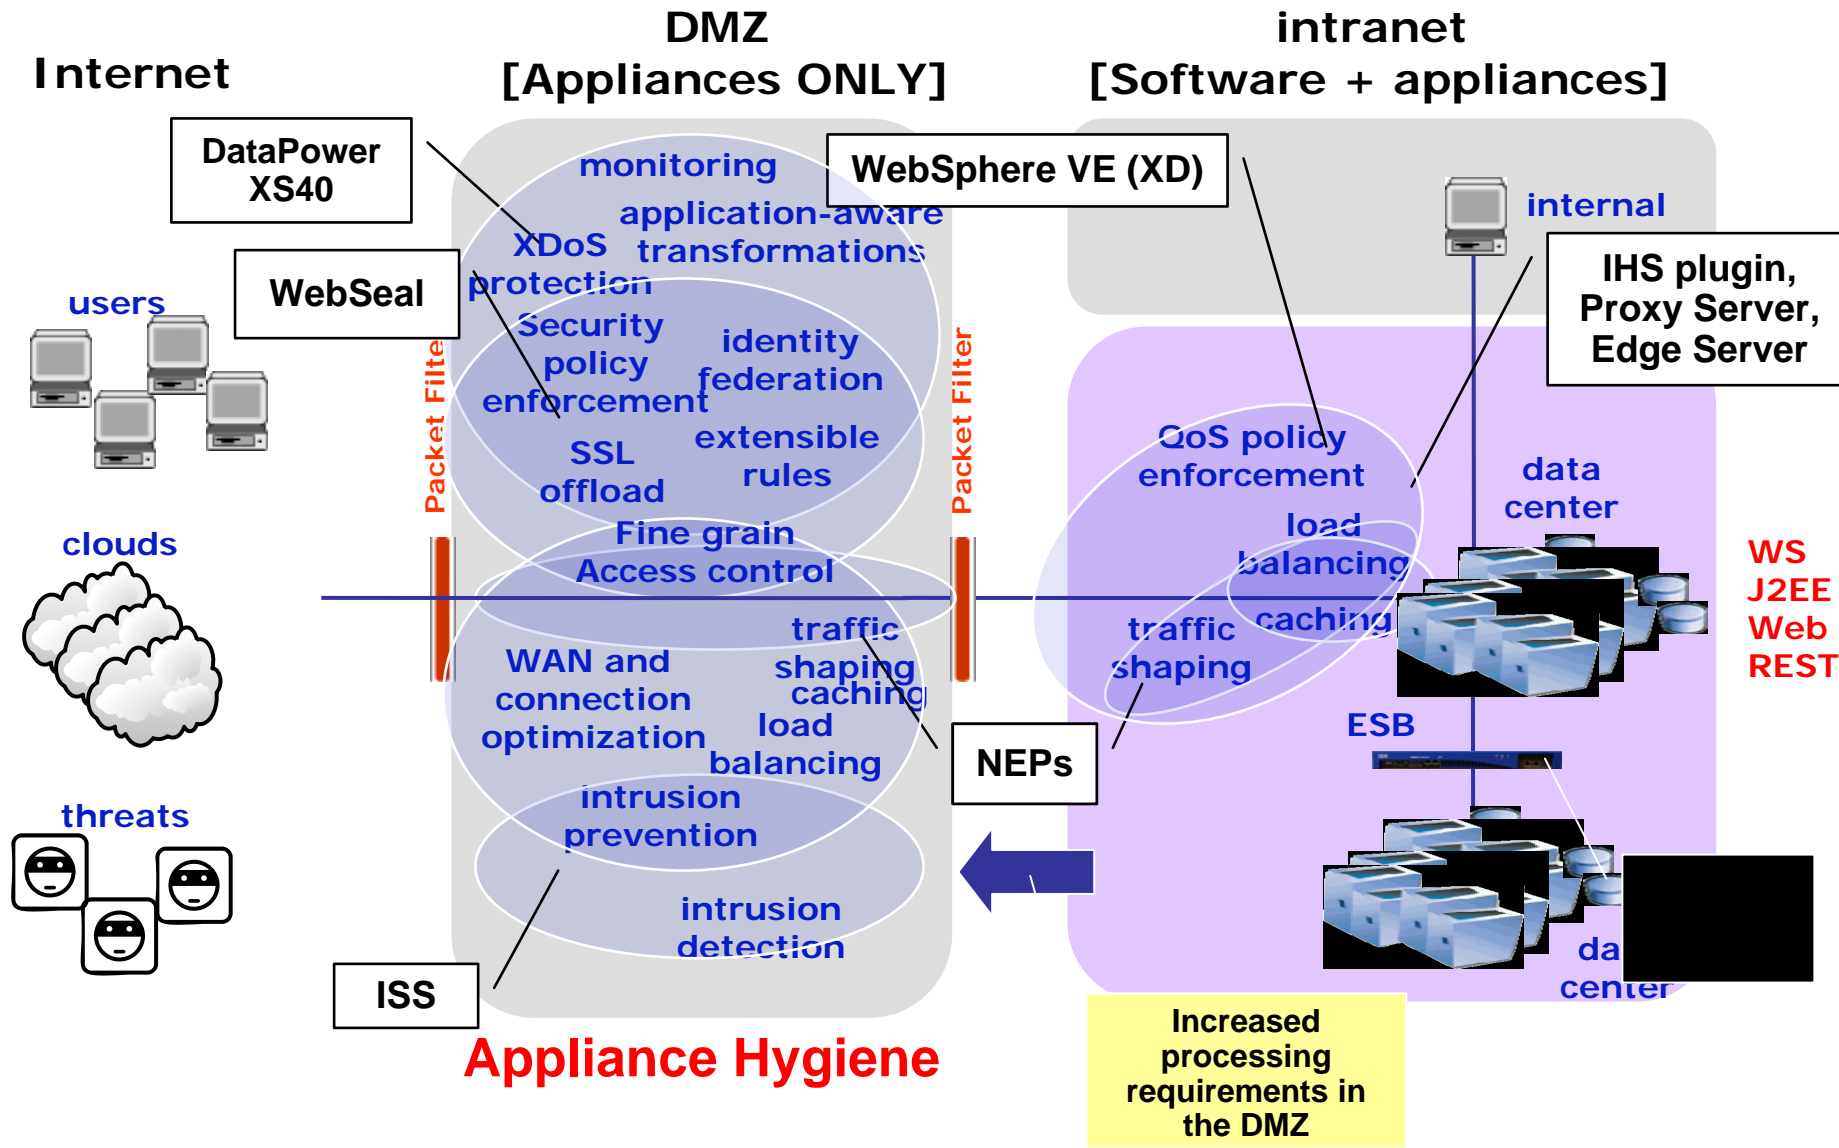 Internet
DMZ
[Appliances ONLY]
intranet
[Software + appliances]
DataPower
XS40
WebSeal
users
clouds
threats
Packet Filter
monitoring
application-aware
transformations
XDoS
protection
Security
policy
enforcement
identity
federation
SSL
offload
extensible
rules
Fine grain
Access control
traffic
shaping
caching
WAN and
connection
optimization
load
balancing
intrusion
prevention
intrusion
detection
ISS
Appliance Hygiene
Packet Filter
WebSphere VE (XD)
internal
IHS plugin,
Proxy Server,
Edge Server
QoS policy
enforcement
load
balancing
caching
traffic
shaping
NEPs
data
center
WS
J2EE
Web
REST
ESB
center
Increased
processing
requirements in
the DMZ